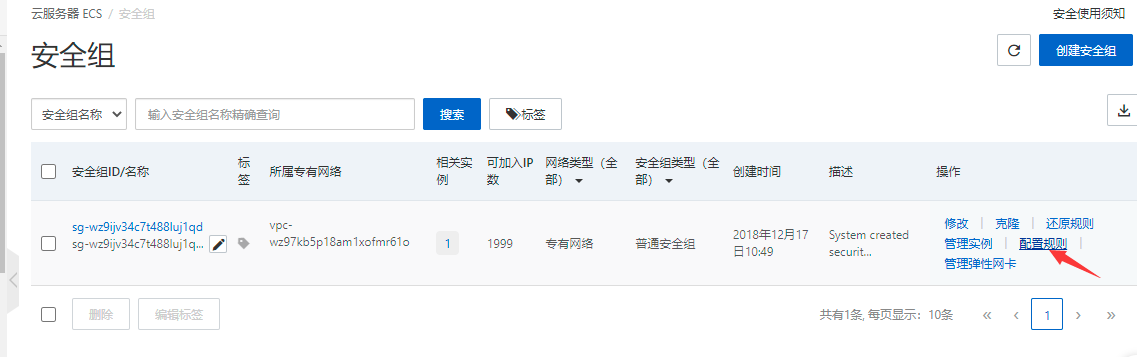 云服务器 ECS / 安全组
安全使用须知
安全组
创建安全组
安全组名称
输入安全组名称精确查询
搜索
标签
安全组ID/名称
标
签
所属专有网络
相关实
例
可加入IP
数
网络类型（全
部）
安全组类型（全
部）
创建时间
描述
操作
sg-wz9ijv34c7t488luj1qd
sg-wz9ijv34c7t488luj1q...
vpc-
wz97kb5p18am1xofmr61o
1
1999
专有网络
普通安全组
2018年12月17
日10:49
System created
securit...
修改 | 克隆 | 还原规则
管理实例 | 配置规则 |
管理弹性网卡
删除
编辑标签
共有1条, 每页显示：10条
« ‹ 1 › »